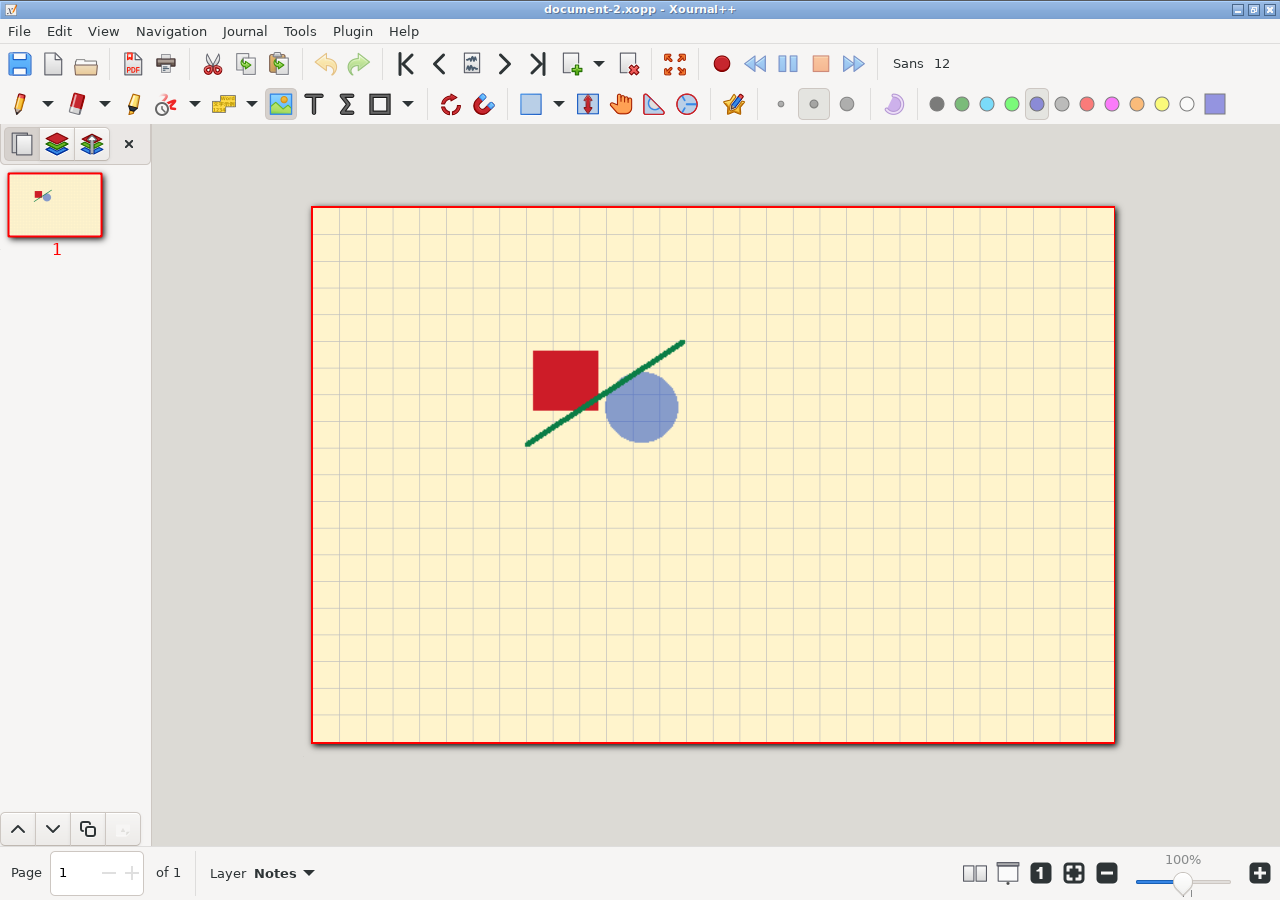 document-2.xopp - Xournal++
File Edit View Navigation Journal Tools Plugin Help
Sans 12
1
Page 1 of 1 Layer Notes
100%